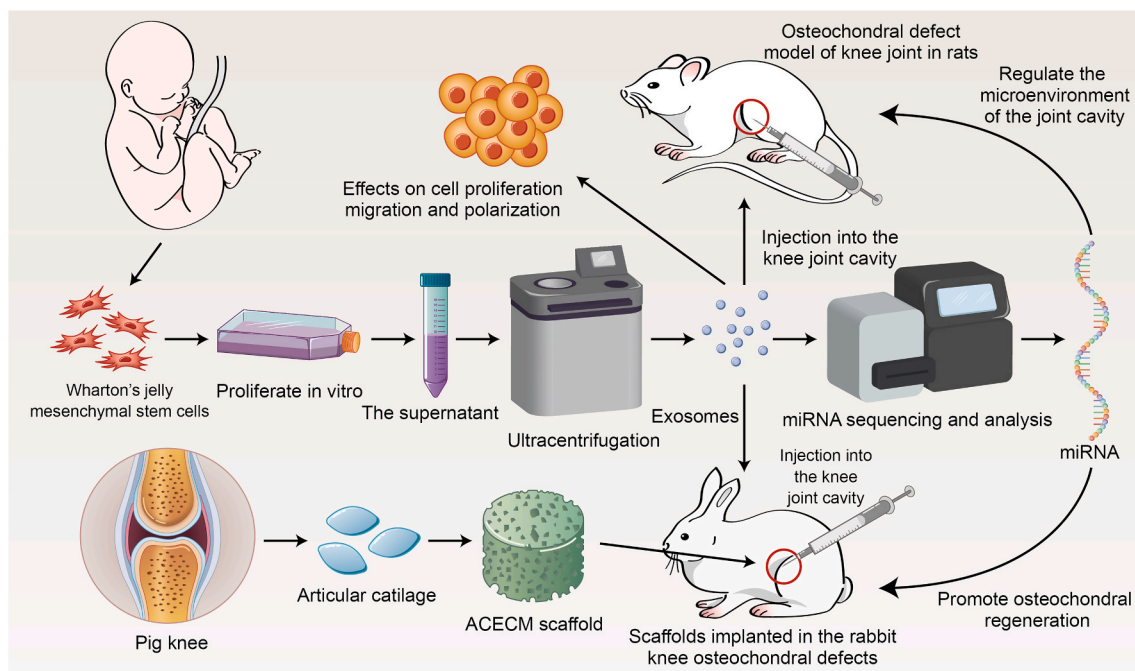 Osteochondral defect
model of knee joint in rats
Regulate the
microenvironment
of the joint cavity
Effects on cell proliferation
migration and polarization
Injection into the
knee joint cavity
Wharton's jelly
mesenchymal stem cells
Proliferate in vitro
The supernatant
Ultracentrifugation
Exosomes
miRNA sequencing and analysis
miRNA
Injection into
the knee
joint cavity
Pig knee
Articular catilage
ACECM scaffold
Scaffolds implanted in the rabbit
knee osteochondral defects
Promote osteochondral
regeneration